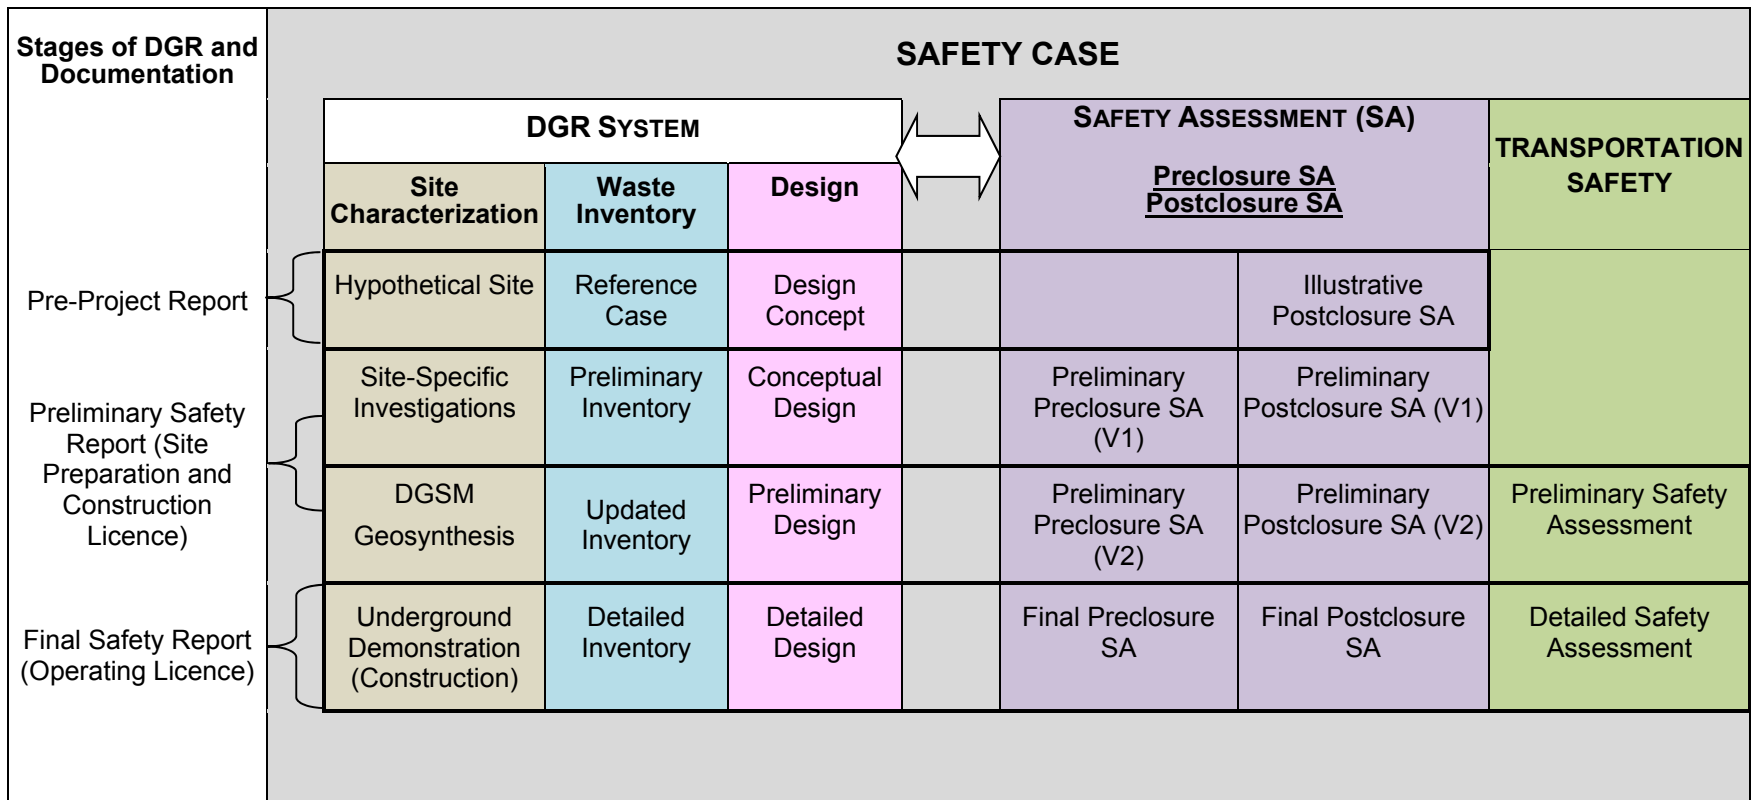 Stages of DGR and
Documentation
SAFETY CASE
DGR SYSTEM
SAFETY ASSESSMENT (SA)
Preclosure SA
Postclosure SA
TRANSPORTATION
SAFETY
Site
Characterization
Waste
Inventory
Design
Pre-Project Report
Hypothetical Site
Reference
Case
Design
Concept
Illustrative
Postclosure SA
Preliminary Safety
Report (Site
Preparation and
Construction
Licence)
Site-Specific
Investigations
Preliminary
Inventory
Conceptual
Design
Preliminary
Preclosure SA
(V1)
Preliminary
Postclosure SA (V1)
DGSM
Geosynthesis
Updated
Inventory
Preliminary
Design
Preliminary
Preclosure SA
(V2)
Preliminary
Postclosure SA (V2)
Preliminary Safety
Assessment
Final Safety Report
(Operating Licence)
Underground
Demonstration
(Construction)
Detailed
Inventory
Detailed
Design
Final Preclosure
SA
Final Postclosure
SA
Detailed Safety
Assessment